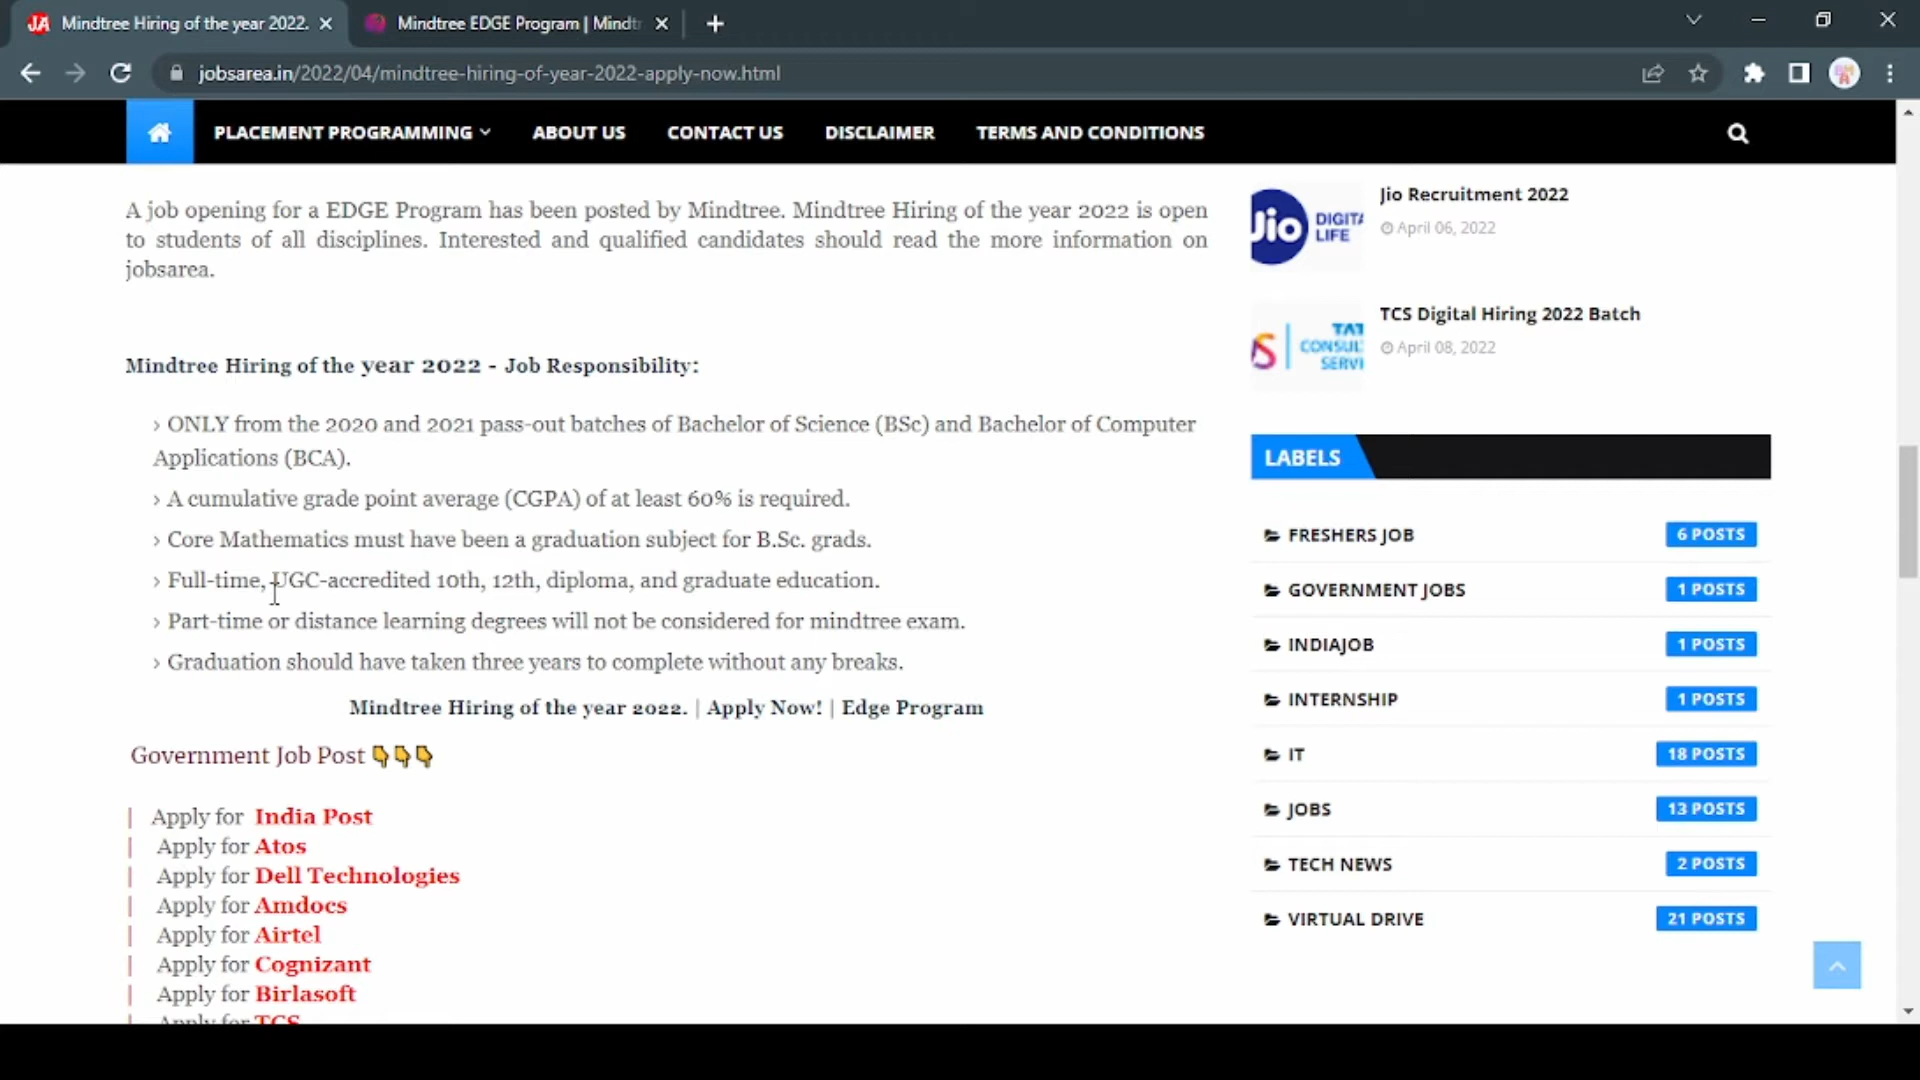 JA Mindtree Hiring of the year 2022.
Mindtree EDGE Program | Mindt
jobsarea.in/2022/04/mindtree-hiring-of-year-2022-apply-now.html
PLACEMENT PROGRAMMING ABOUT US CONTACT US DISCLAIMER TERMS AND CONDITIONS
A job opening for a EDGE Program has been posted by Mindtree. Mindtree Hiring of the year 2022 is open
to students of all disciplines. Interested and qualified candidates should read the more information on
jobsarea.
Mindtree Hiring of the year 2022 - Job Responsibility:
› ONLY from the 2020 and 2021 pass-out batches of Bachelor of Science (BSc) and Bachelor of Computer
Applications (BCA).
› A cumulative grade point average (CGPA) of at least 60% is required.
› Core Mathematics must have been a graduation subject for B.Sc. grads.
› Full-time, UGC-accredited 10th, 12th, diploma, and graduate education.
› Part-time or distance learning degrees will not be considered for mindtree exam.
› Graduation should have taken three years to complete without any breaks.
Mindtree Hiring of the year 2022. | Apply Now! | Edge Program
Government Job Post 👇👇👇
| Apply for India Post
| Apply for Atos
| Apply for Dell Technologies
| Apply for Amdocs
| Apply for Airtel
| Apply for Cognizant
| Apply for Birlasoft
| Apply for TCS
Jio DIGITA
LIFE
Jio Recruitment 2022
April 06, 2022
S TAT
CONSUL
SERVI
TCS Digital Hiring 2022 Batch
April 08, 2022
LABELS
FRESHERS JOB 6 POSTS
GOVERNMENT JOBS 1 POSTS
INDIAJOB 1 POSTS
INTERNSHIP 1 POSTS
IT 18 POSTS
JOBS 13 POSTS
TECH NEWS 2 POSTS
VIRTUAL DRIVE 21 POSTS